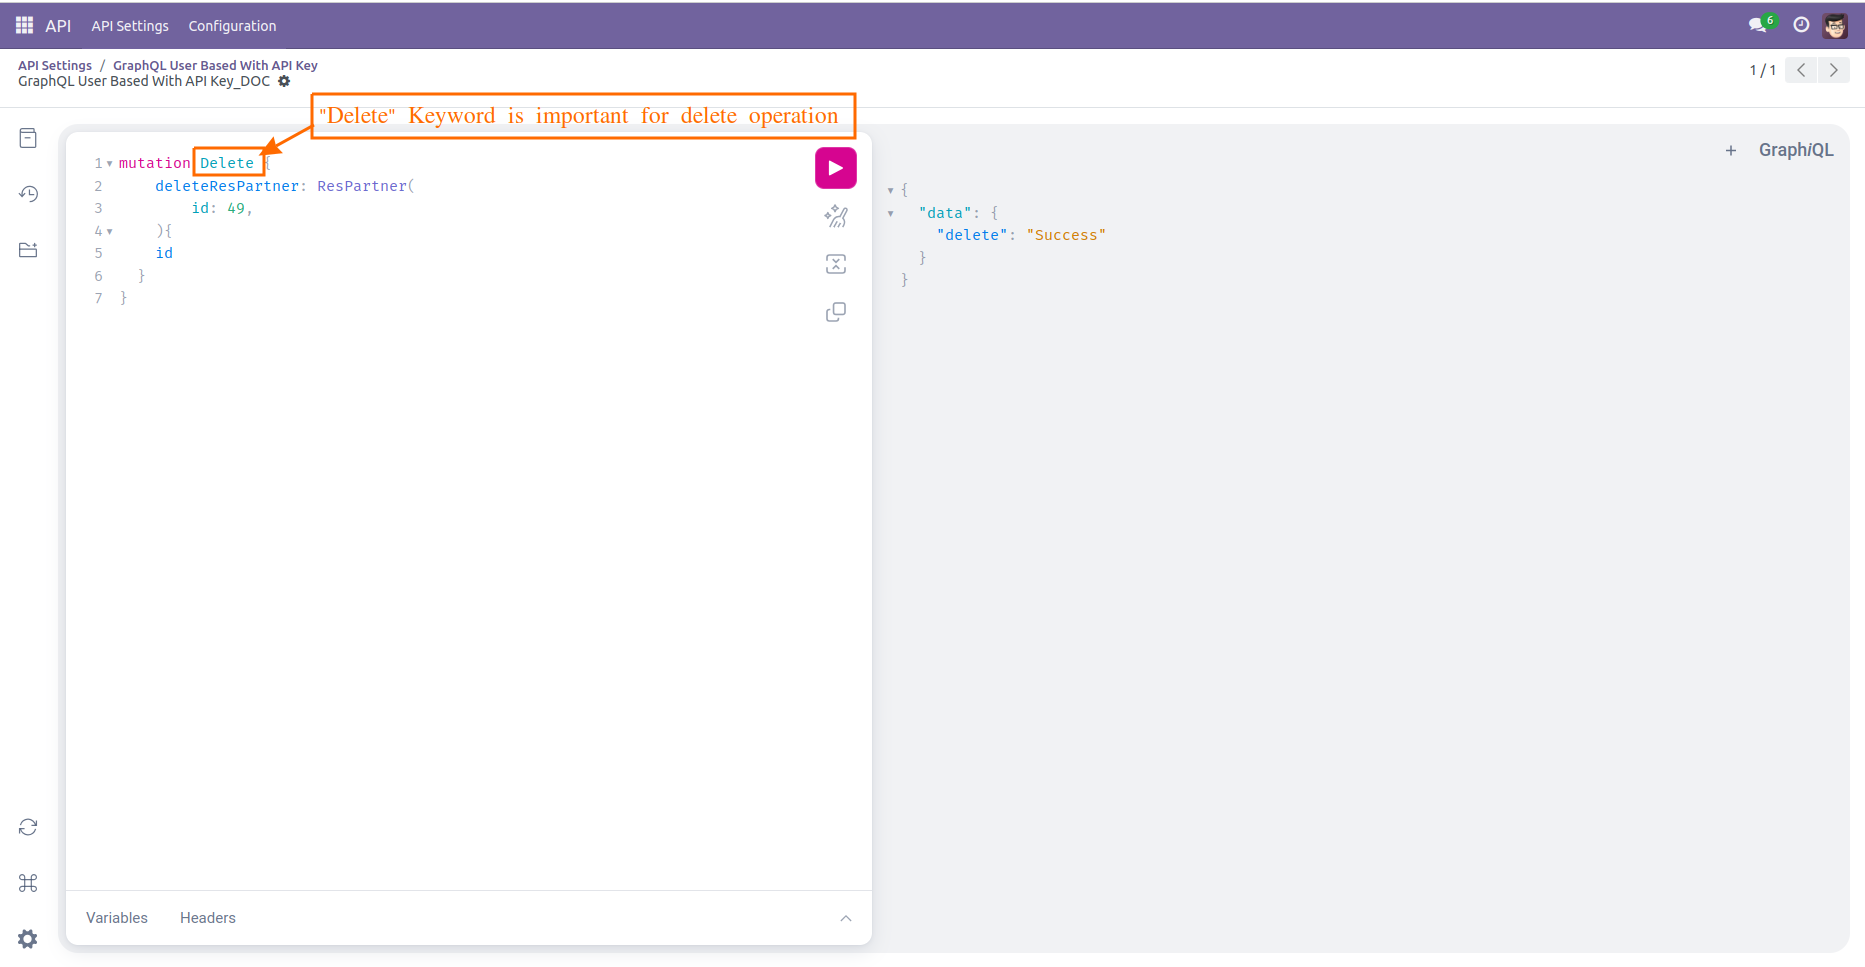 API API Settings Configuration 6
API Settings / GraphQL User Based With API Key
GraphQL User Based With API Key_DOC
1 / 1
"Delete" Keyword is important for delete operation
1 mutation Delete {
2 deleteResPartner: ResPartner(
3 id: 49,
4 ){
5 id
6 }
7 }
+ GraphiQL
{
"data": {
"delete": "Success"
}
}
Variables Headers